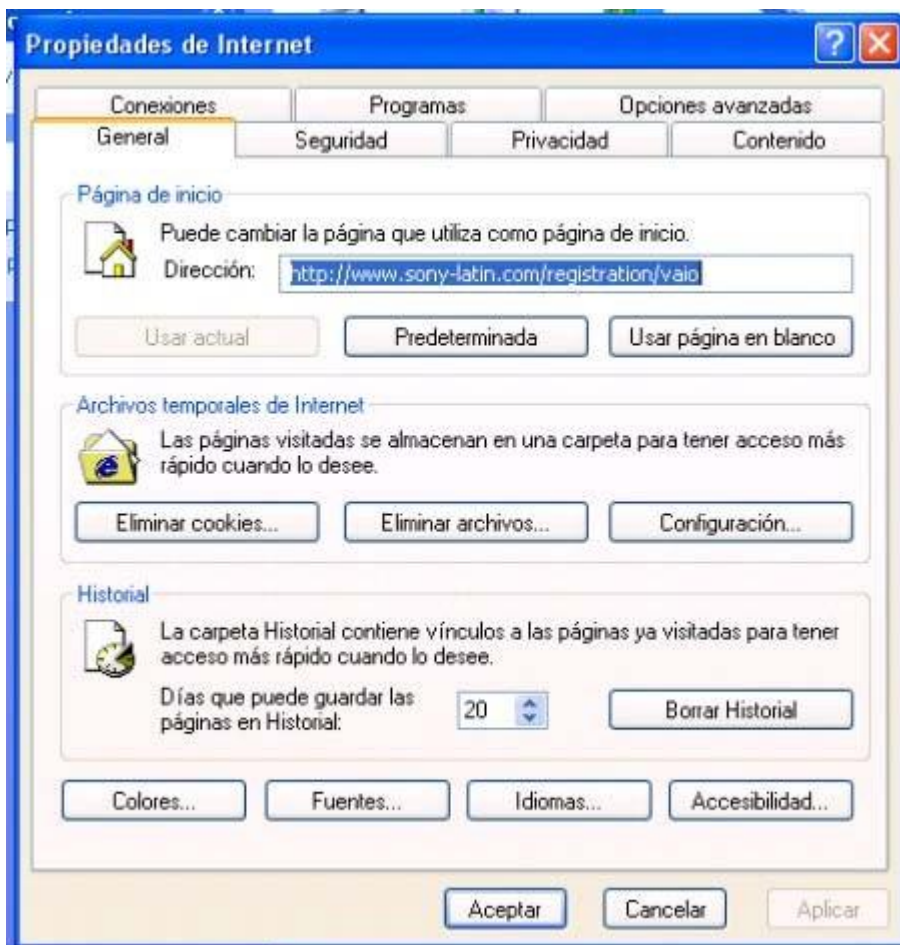 Propiedades de Internet
Conexiones Programas Opciones avanzadas
General Seguridad Privacidad Contenido
Página de inicio
Puede cambiar la página que utiliza como página de inicio.
Dirección: http://www.sony-latin.com/registration/vaio
Usar actual Predeterminada Usar página en blanco
Archivos temporales de Internet
Las páginas visitadas se almacenan en una carpeta para tener acceso más
rápido cuando lo desee.
Eliminar cookies... Eliminar archivos... Configuración...
Historial
La carpeta Historial contiene vínculos a las páginas ya visitadas para tener
acceso más rápido cuando lo desee.
Días que puede guardar las
páginas en Historial: 20 Borrar Historial
Colores... Fuentes... Idiomas... Accesibilidad...
Aceptar Cancelar Aplicar